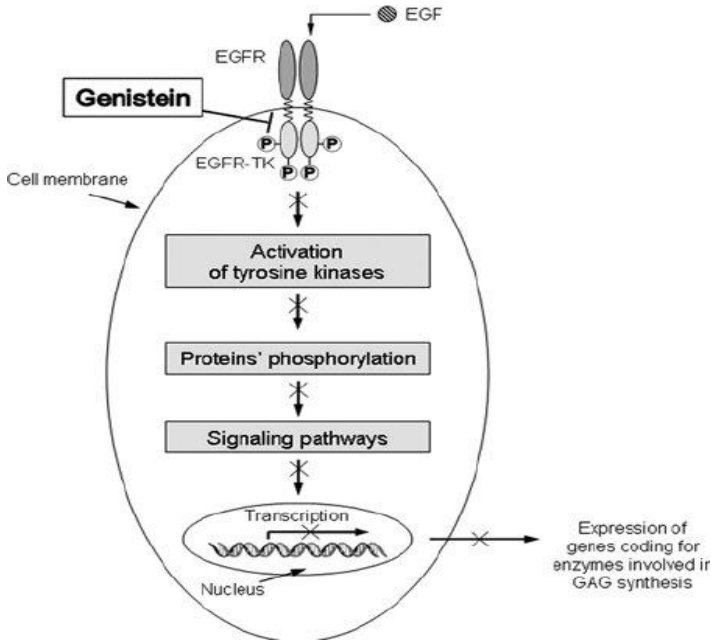 EGF
EGFR
Genistein
P
P
EGFR-TK
P
P
Cell membrane
Activation
of tyrosine kinases
Proteins' phosphorylation
Signaling pathways
Transcription
Nucleus
Expression of
genes coding for
enzymes involved in
GAG synthesis